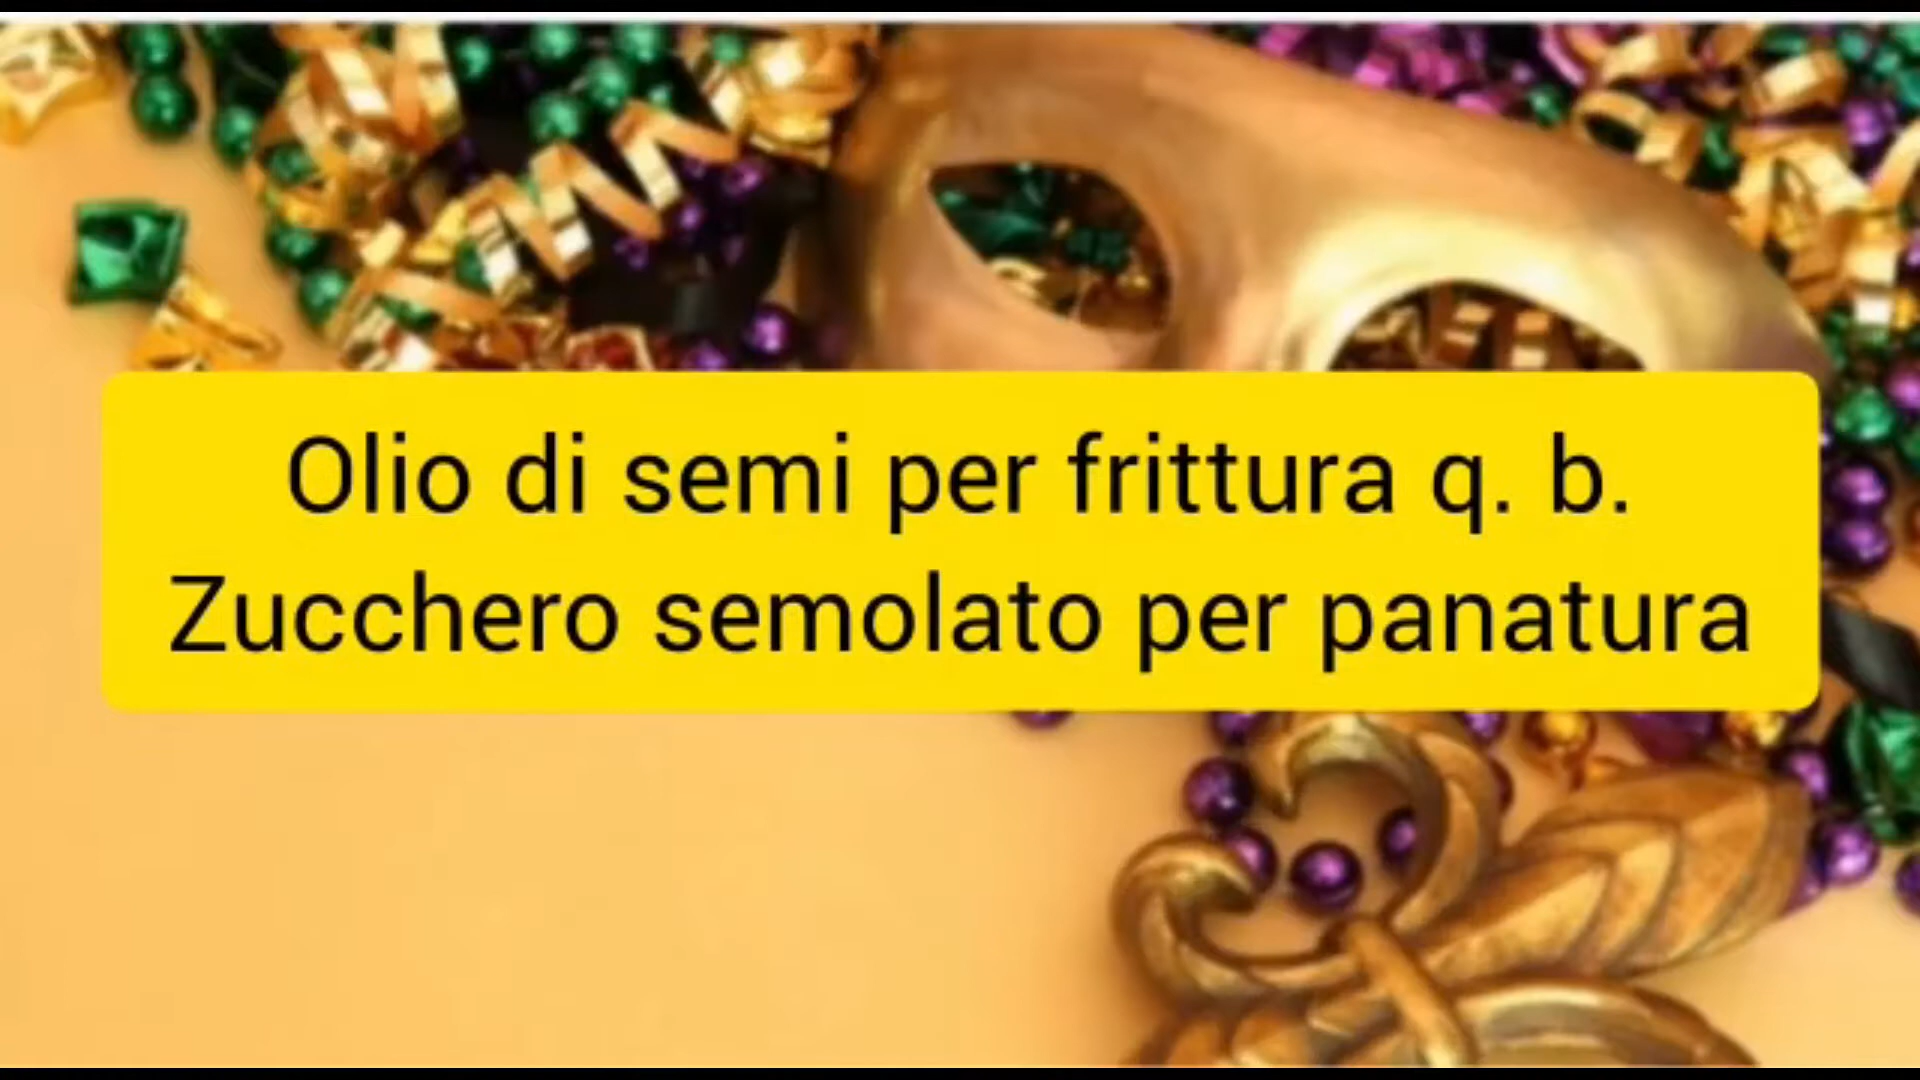 Olio di semi per frittura q. b.
Zucchero semolato per panatura